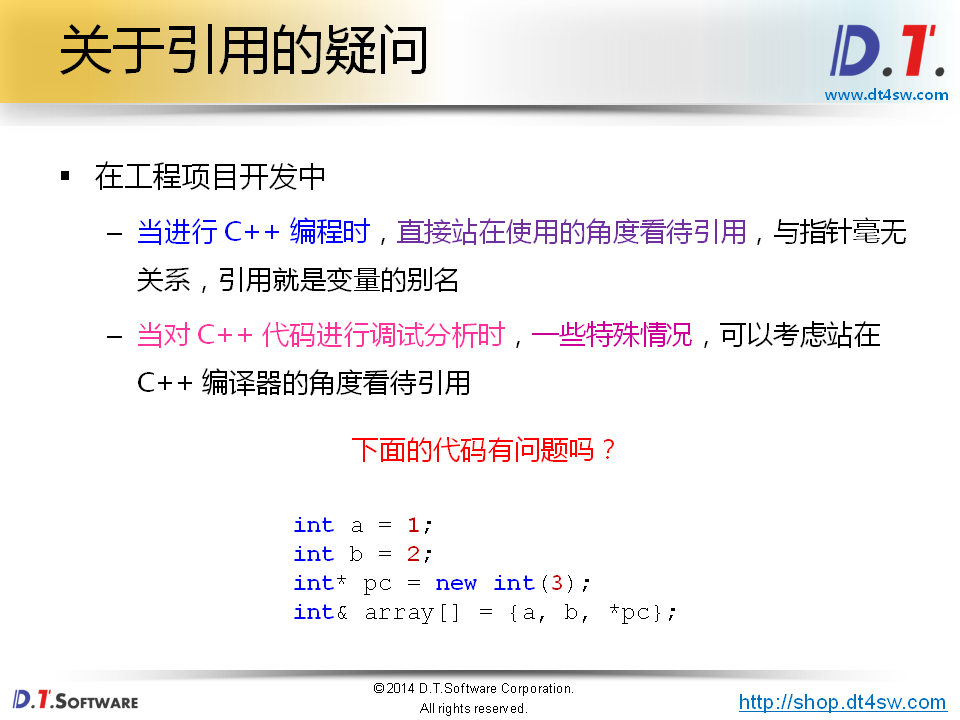 关于引用的疑问
D.T.
www.dt4sw.com
▪ 在工程项目开发中
– 当进行 C++ 编程时，直接站在使用的角度看待引用，与指针毫无
关系，引用就是变量的别名
– 当对 C++ 代码进行调试分析时，一些特殊情况，可以考虑站在
C++ 编译器的角度看待引用
下面的代码有问题吗？
int a = 1;
int b = 2;
int* pc = new int(3);
int& array[] = {a, b, *pc};
D.T.SOFTWARE
©2014 D.T.Software Corporation.
All rights reserved.
http://shop.dt4sw.com